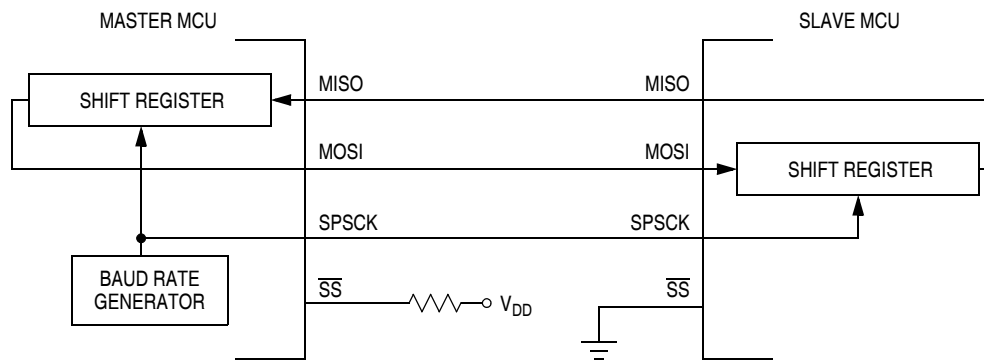 MASTER MCU
SLAVE MCU
SHIFT REGISTER
MISO
MISO
MOSI
MOSI
SHIFT REGISTER
SPSCK
SPSCK
BAUD RATE
GENERATOR
SS
VDD
SS